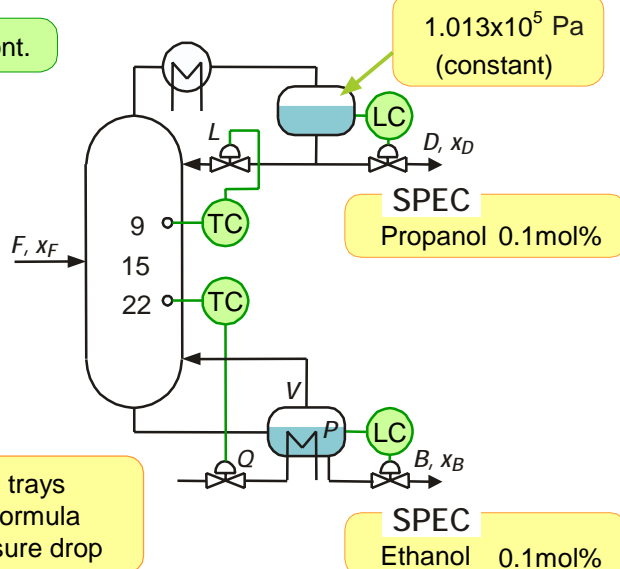 ont.
1.013x10⁵ Pa
(constant)
L
LC
D, x_D
SPEC
Propanol 0.1mol%
9
TC
F, x_F
15
22
TC
V
P
LC
Q
B, x_B
trays
ormula
sure drop
SPEC
Ethanol 0.1mol%